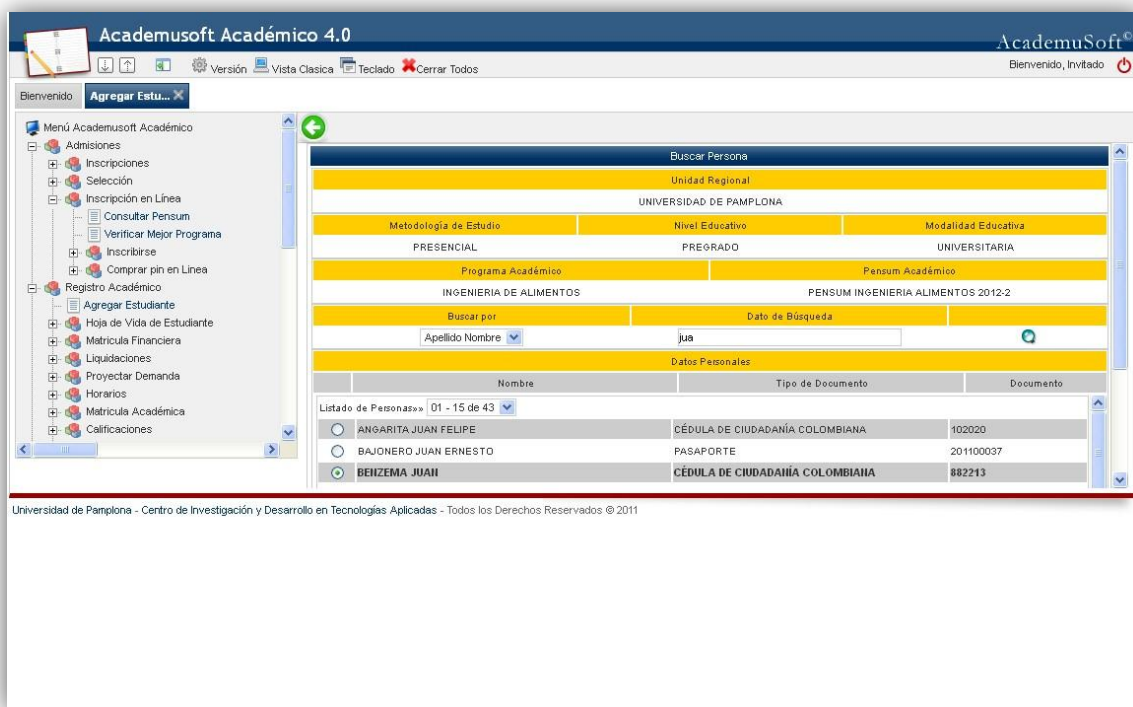 Academusoft Académico 4.0
AcademuSoft©
Versión Vista Clasica Teclado Cerrar Todos
Bienvenido, Invitado
Bienvenido Agregar Estu...
Menú Academusoft Académico
Admisiones
Inscripciones
Selección
Inscripción en Línea
Consultar Pensum
Verificar Mejor Programa
Inscribirse
Comprar pin en Linea
Registro Académico
Agregar Estudiante
Hoja de Vida de Estudiante
Matricula Financiera
Liquidaciones
Proyectar Demanda
Horarios
Matricula Académica
Calificaciones
Buscar Persona
Unidad Regional
UNIVERSIDAD DE PAMPLONA
Metodología de Estudio Nivel Educativo Modalidad Educativa
PRESENCIAL PREGRADO UNIVERSITARIA
Programa Académico Pensum Académico
INGENIERIA DE ALIMENTOS PENSUM INGENIERIA ALIMENTOS 2012-2
Buscar por Dato de Búsqueda
Apellido Nombre jua
Datos Personales
Nombre Tipo de Documento Documento
Listado de Personas»» 01 - 15 de 43
ANGARITA JUAN FELIPE CÉDULA DE CIUDADANÍA COLOMBIANA 102020
BAJONERO JUAN ERNESTO PASAPORTE 201100037
BENZEMA JUAN CÉDULA DE CIUDADANÍA COLOMBIANA 882213
Universidad de Pamplona - Centro de Investigación y Desarrollo en Tecnologías Aplicadas - Todos los Derechos Reservados © 2011